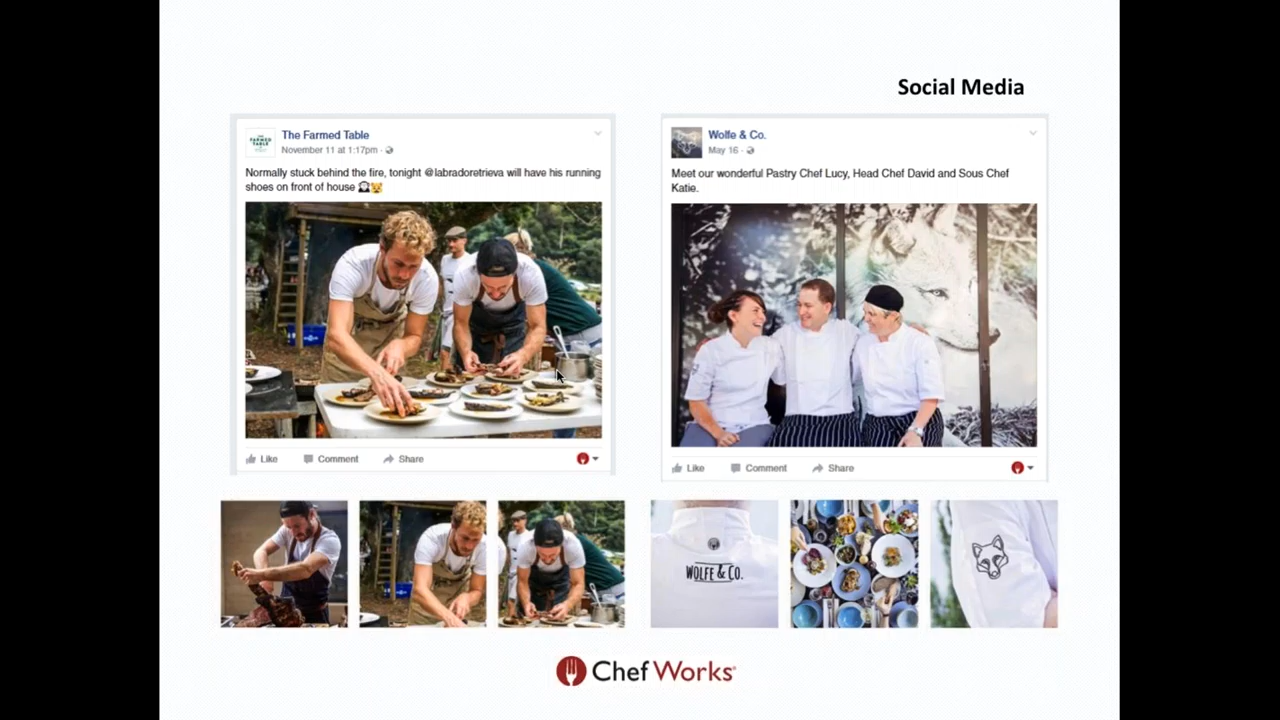 Social Media
The Farmed Table
November 11 at 1:17pm ·
Normally stuck behind the fire, tonight @labradoretrieva will have his running
shoes on front of house
Like Comment Share
Wolfe & Co.
May 16 ·
Meet our wonderful Pastry Chef Lucy, Head Chef David and Sous Chef
Katie.
Like Comment Share
WOLFE & CO.
Chef Works